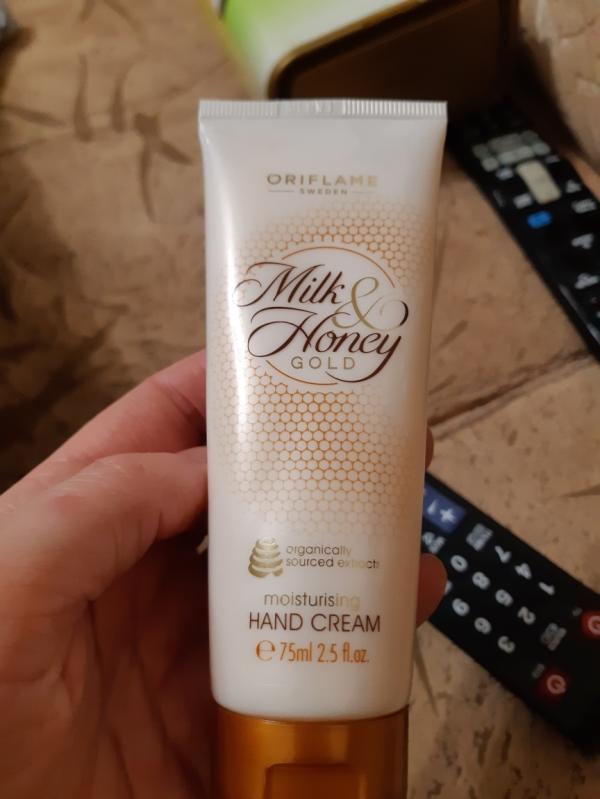 ORIFLAME
SWEDEN
Milk &
Honey
GOLD
organically
sourced extracts
moisturising
HAND CREAM
e 75ml 2.5 fl.oz.